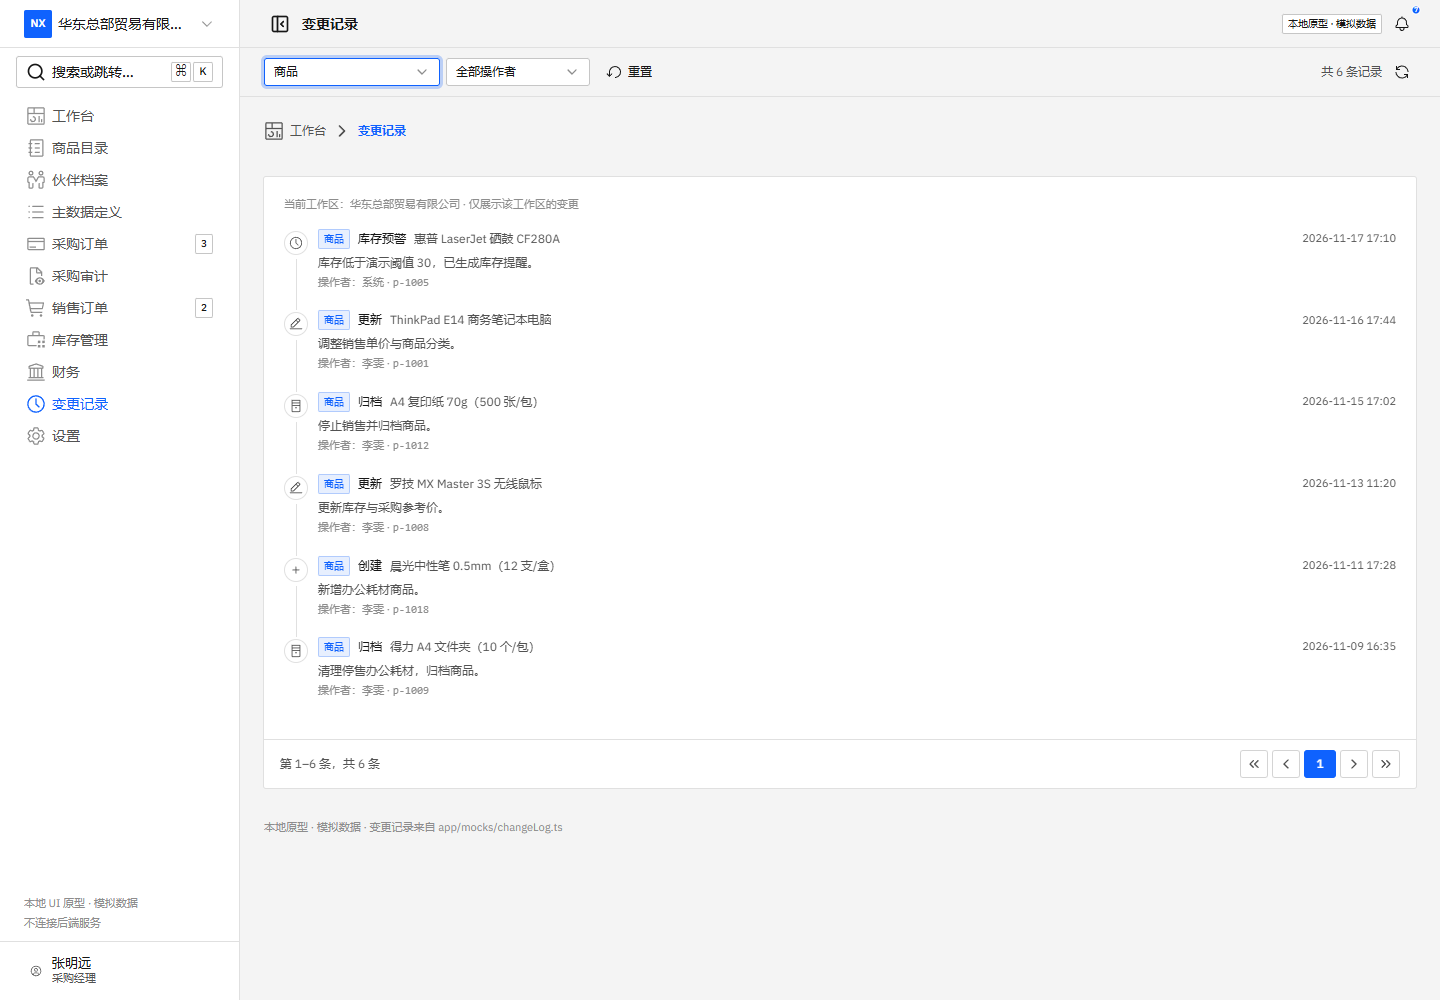 NX 华东总部贸易有限...
变更记录
本地原型 · 模拟数据
搜索或跳转... ⌘ K
商品
全部操作者
重置
共 6 条记录
工作台
商品目录
伙伴档案
主数据定义
采购订单 3
采购审计
销售订单 2
库存管理
财务
变更记录
设置
工作台 > 变更记录
当前工作区：华东总部贸易有限公司 · 仅展示该工作区的变更
商品 库存预警 惠普 LaserJet 硒鼓 CF280A 2026-11-17 17:10
库存低于演示阈值 30，已生成库存提醒。
操作者：系统 · p-1005
商品 更新 ThinkPad E14 商务笔记本电脑 2026-11-16 17:44
调整销售单价与商品分类。
操作者：李雯 · p-1001
商品 归档 A4 复印纸 70g（500 张/包） 2026-11-15 17:02
停止销售并归档商品。
操作者：李雯 · p-1012
商品 更新 罗技 MX Master 3S 无线鼠标 2026-11-13 11:20
更新库存与采购参考价。
操作者：李雯 · p-1008
商品 创建 晨光中性笔 0.5mm（12 支/盒） 2026-11-11 17:28
新增办公耗材商品。
操作者：李雯 · p-1018
商品 归档 得力 A4 文件夹（10 个/包） 2026-11-09 16:35
清理停售办公耗材，归档商品。
操作者：李雯 · p-1009
第 1–6 条，共 6 条
1
本地原型 · 模拟数据 · 变更记录来自 app/mocks/changeLog.ts
本地 UI 原型 · 模拟数据
不连接后端服务
张明远
采购经理